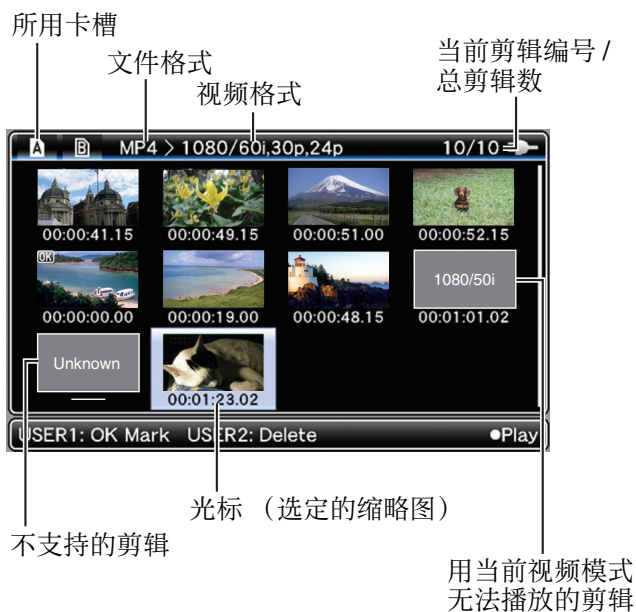 所用卡槽
文件格式
视频格式
当前剪辑编号 /
总剪辑数
A B MP4 > 1080/60i,30p,24p 10/10
00:00:41.15 00:00:49.15 00:00:51.00 00:00:52.15
OK
1080/50i
00:00:00.00 00:00:19.00 00:00:48.15 00:01:01.02
Unknown
00:01:23.02
USER1: OK Mark USER2: Delete ●Play
光标 （选定的缩略图）
不支持的剪辑
用当前视频模式
无法播放的剪辑